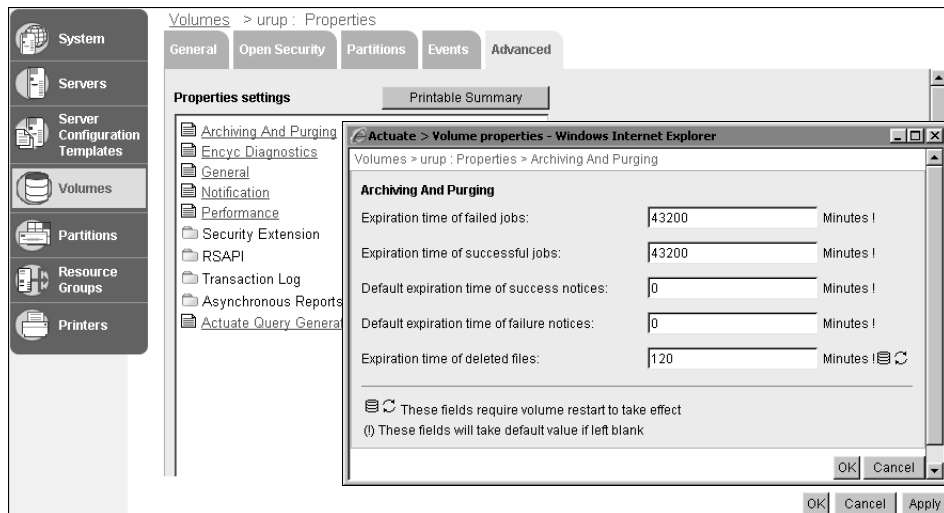 System
Servers
Server
Configuration
Templates
Volumes
Partitions
Resource
Groups
Printers
Volumes > urup : Properties
General
Open Security
Partitions
Events
Advanced
Properties settings
Printable Summary
Archiving And Purging
Encyc Diagnostics
General
Notification
Performance
Security Extension
RSAPI
Transaction Log
Asynchronous Reports
Actuate Query Generat
Actuate > Volume properties - Windows Internet Explorer
Volumes > urup : Properties > Archiving And Purging
Archiving And Purging
Expiration time of failed jobs: 43200 Minutes !
Expiration time of successful jobs: 43200 Minutes !
Default expiration time of success notices: 0 Minutes !
Default expiration time of failure notices: 0 Minutes !
Expiration time of deleted files: 120 Minutes !
These fields require volume restart to take effect
(!) These fields will take default value if left blank
OK Cancel
OK Cancel Apply